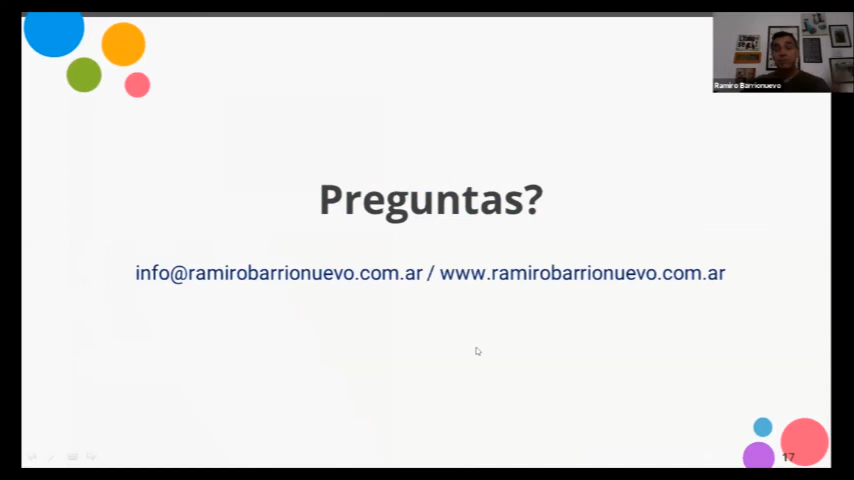 Ramiro Barrionuevo
Preguntas?
info@ramirobarrionuevo.com.ar / www.ramirobarrionuevo.com.ar
17